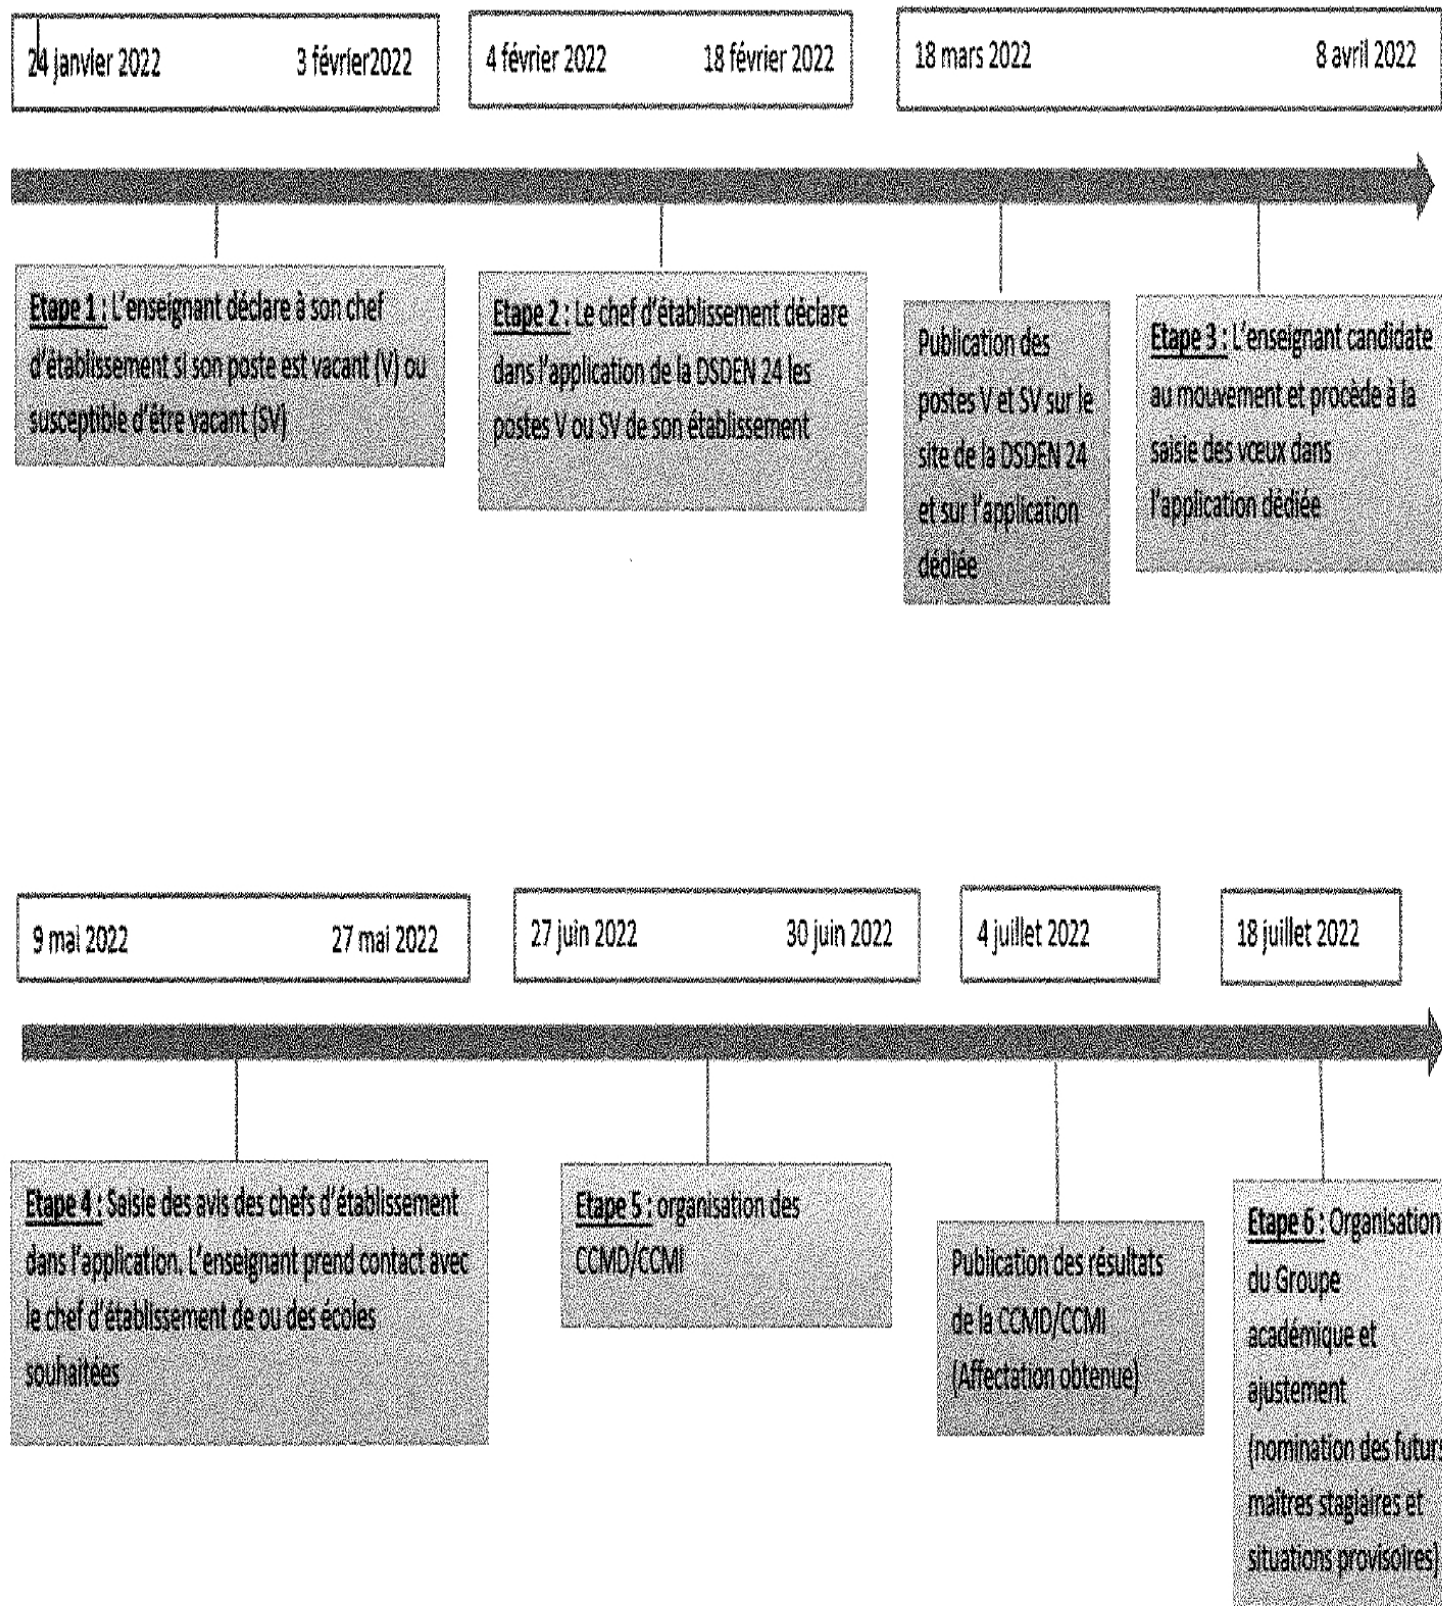 24 janvier 2022 3 février2022
4 février 2022 18 février 2022
18 mars 2022 8 avril 2022
Etape 1 : L'enseignant déclare à son chef
d'établissement si son poste est vacant (V) ou
susceptible d'être vacant (SV)
Etape 2 : Le chef d'établissement déclare
dans l'application de la DSDEN 24 les
postes V ou SV de son établissement
Publication des
postes V et SV sur le
site de la DSDEN 24
et sur l'application
dédiée
Etape 3 : L'enseignant candidate
au mouvement et procède à la
saisie des vœux dans
l'application dédiée
9 mai 2022 27 mai 2022
27 juin 2022 30 juin 2022
4 juillet 2022
18 juillet 2022
Etape 4 : Saisie des avis des chefs d'établissement
dans l'application. L'enseignant prend contact avec
le chef d'établissement de ou des écoles
souhaitées
Etape 5 : organisation des
CCMD/CCMI
Publication des résultats
de la CCMD/CCMI
(Affectation obtenue)
Etape 6 : Organisation
du Groupe
académique et
ajustement
(nomination des futurs
maîtres stagiaires et
situations provisoires)